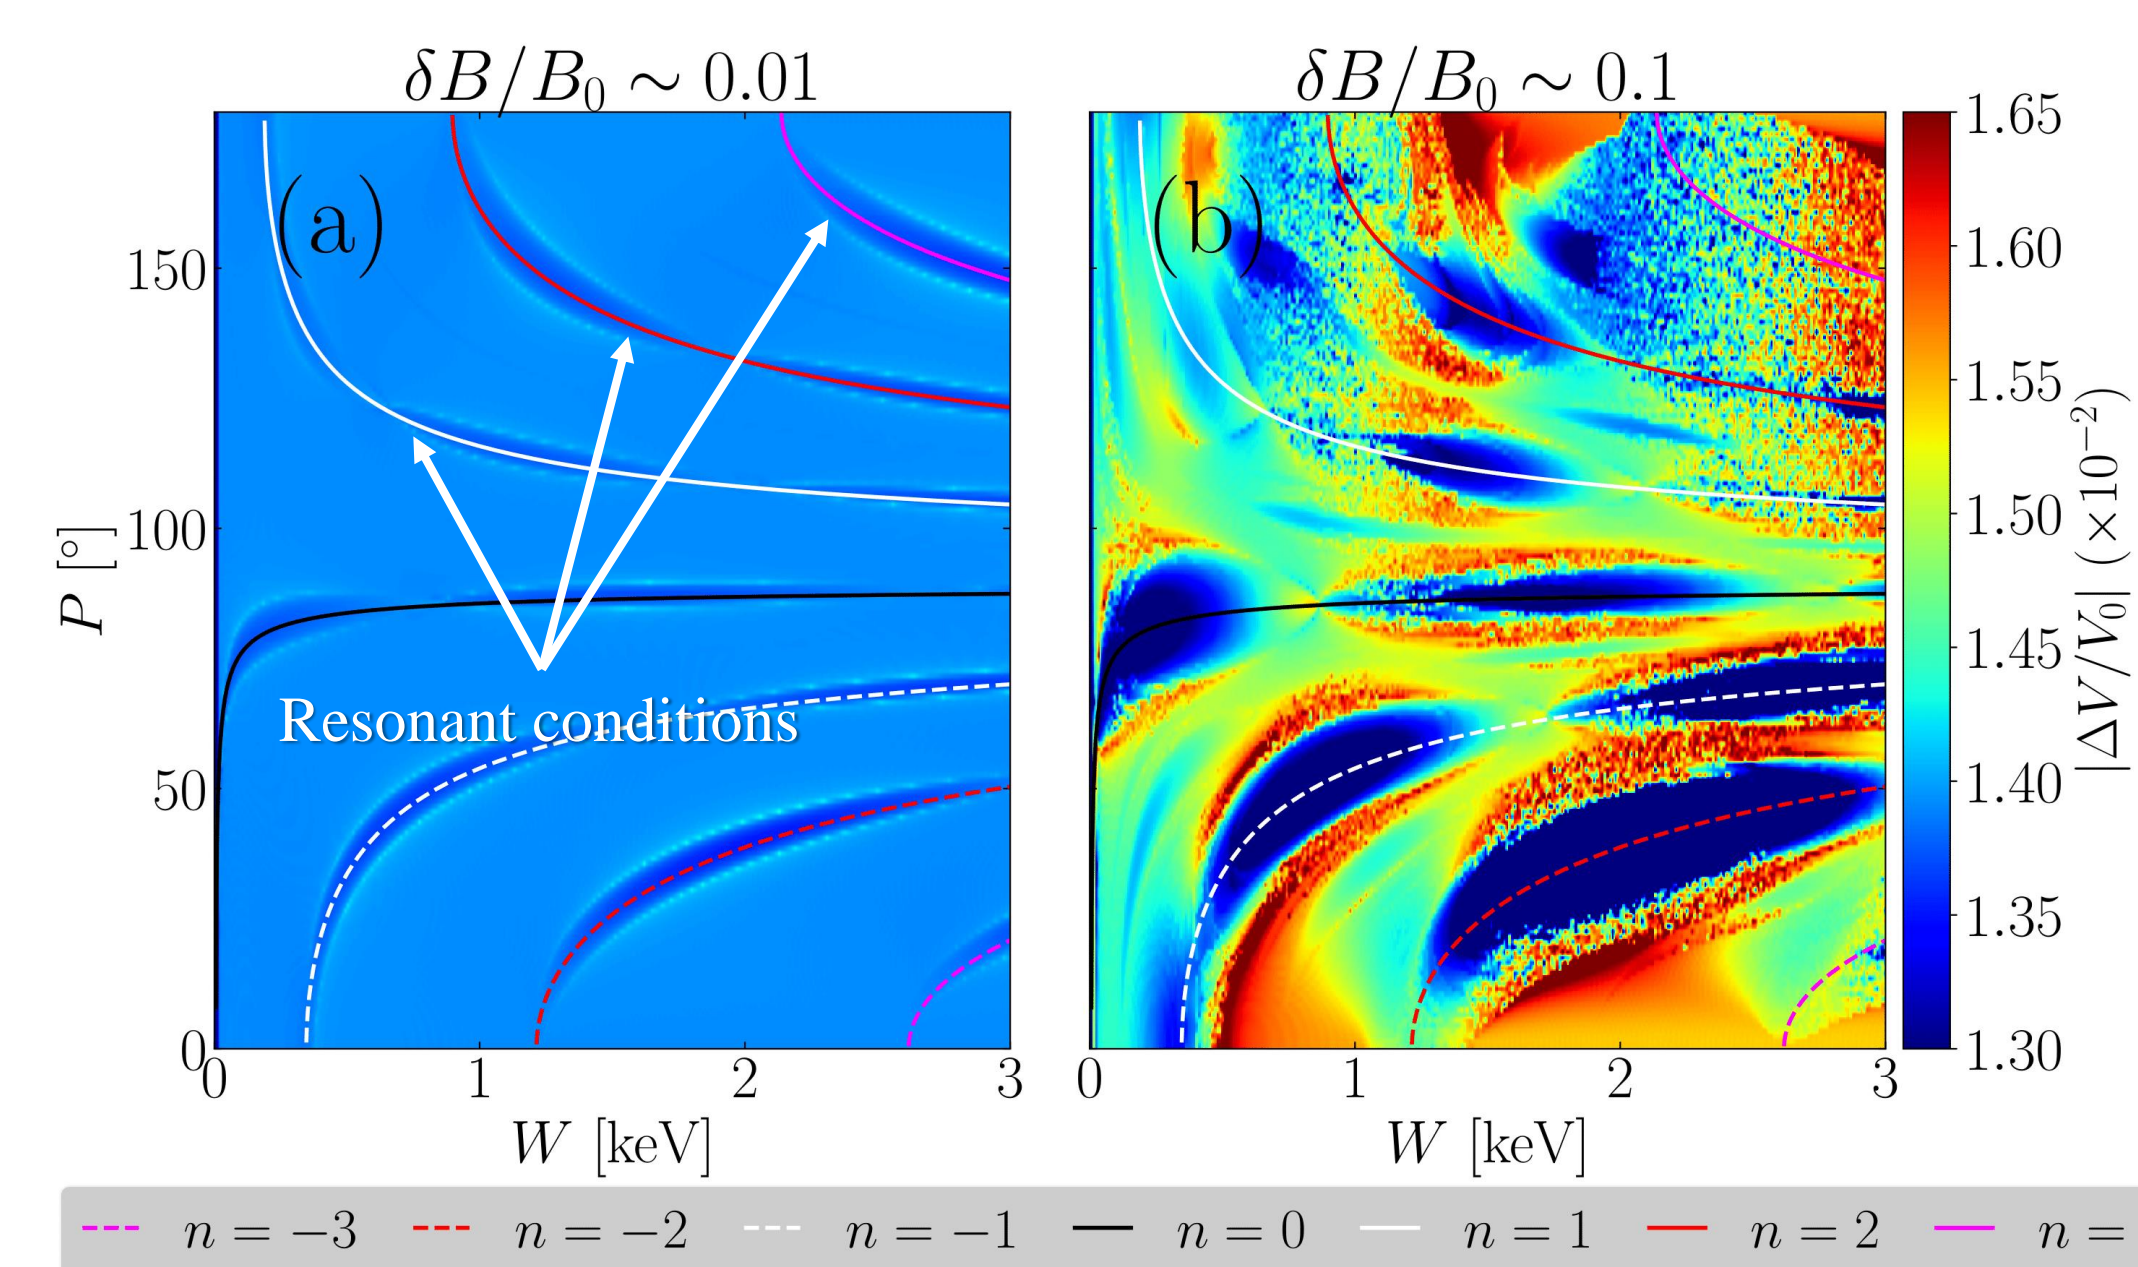 δB/B₀ ∼ 0.01
δB/B₀ ∼ 0.1
(a)
(b)
Resonant conditions
P [°]
150
100
50
0
0 1 2 3
0 1 2 3
W [keV]
W [keV]
1.65
1.60
1.55
1.50
1.45
1.40
1.35
1.30
|ΔV/V₀| (×10⁻²)
n = −3 n = −2 n = −1 n = 0 n = 1 n = 2 n =